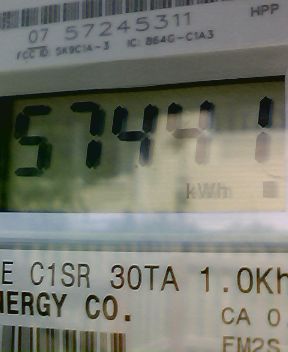 HPP
07 57245311
FCC ID: SK9C1A-3 IC: 864G-C1A3
57441
kWh
E C1SR 30TA 1.0Kh
NERGY CO. CA 0.
FM2S